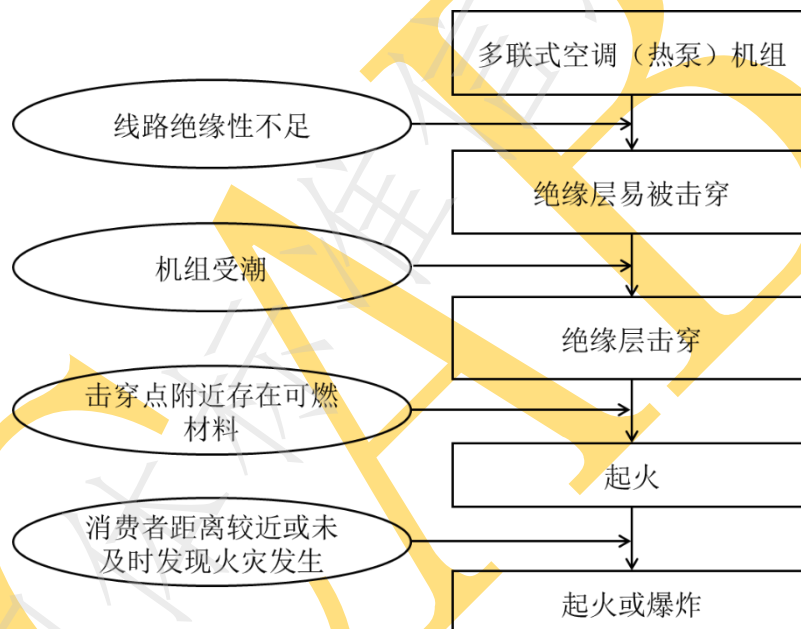 多联式空调（热泵）机组
线路绝缘性不足
绝缘层易被击穿
机组受潮
绝缘层击穿
击穿点附近存在可燃
材料
起火
消费者距离较近或未
及时发现火灾发生
起火或爆炸